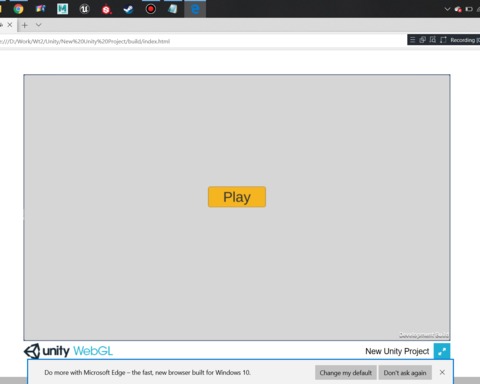 :///D:/Work/Wt2/Unity/New%20Unity%20Project/build/index.html
Recording
Play
Development Build
unity WebGL
New Unity Project
Do more with Microsoft Edge – the fast, new browser built for Windows 10.
Change my default
Don't ask again